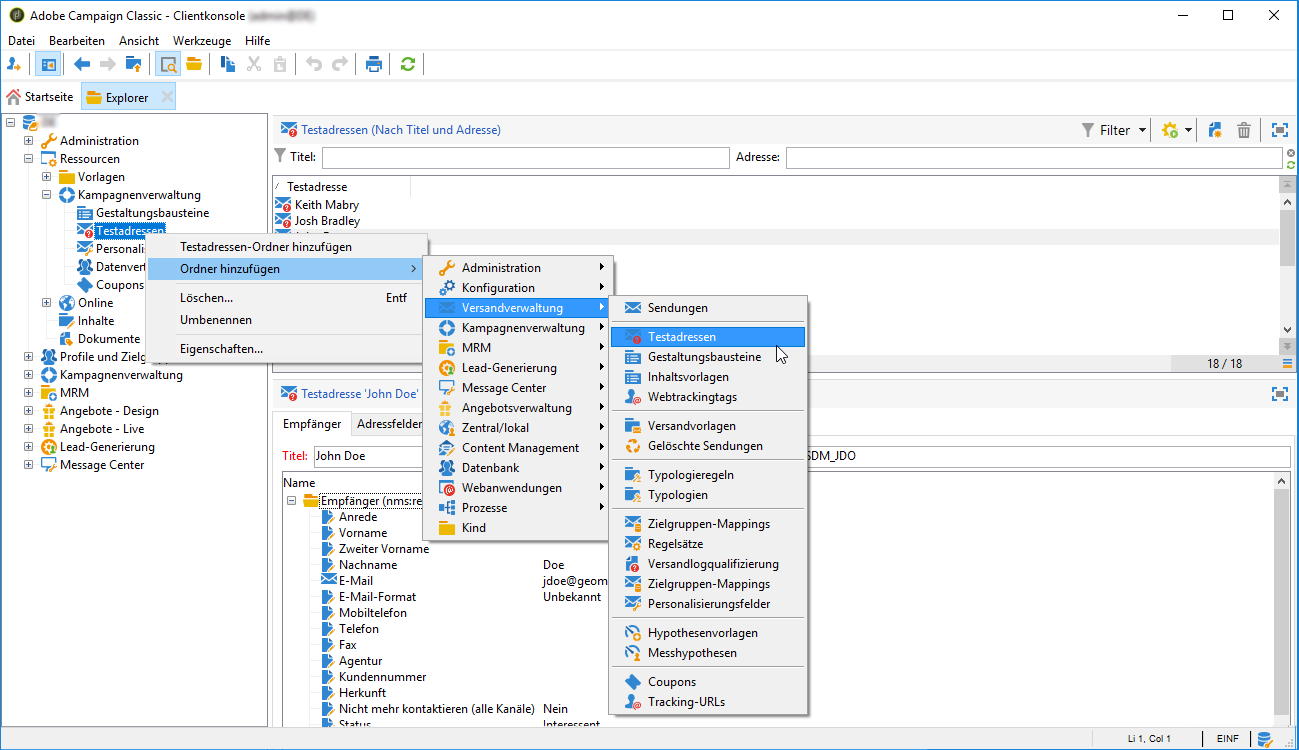 Adobe Campaign Classic - Clientkonsole
Datei Bearbeiten Ansicht Werkzeuge Hilfe
Startseite Explorer
Administration
Ressourcen
Vorlagen
Kampagnenverwaltung
Gestaltungsbausteine
Testadressen
Coupons
Online
Inhalte
Dokumente
Profile und
Kampagnenverwaltung
MRM
Angebote - Design
Angebote - Live
Lead-Generierung
Message Center
Testadressen (Nach Titel und Adresse)
Filter
Titel: Adresse:
Testadresse
Keith Mabry
Josh Bradley
18 / 18
Testadressen-Ordner hinzufügen
Ordner hinzufügen
Löschen... Entf
Umbenennen
Eigenschaften...
Administration
Konfiguration
Versandverwaltung
Kampagnenverwaltung
MRM
Lead-Generierung
Message Center
Angebotsverwaltung
Zentral/lokal
Content Management
Datenbank
Webanwendungen
Prozesse
Kind
Sendungen
Testadressen
Gestaltungsbausteine
Inhaltsvorlagen
Webtrackingtags
Versandvorlagen
Gelöschte Sendungen
Typologieregeln
Typologien
Zielgruppen-Mappings
Regelsätze
Versandlogqualifizierung
Zielgruppen-Mappings
Personalisierungsfelder
Hypothesenvorlagen
Messhypothesen
Coupons
Tracking-URLs
Testadresse 'John Doe'
Empfänger Adressfelder
Titel: John Doe SDM_JDO
Name
Empfänger (nms:re
Anrede
Vorname
Zweiter Vorname
Nachname Doe
E-Mail jdoe@geom
E-Mail-Format Unbekannt
Mobiltelefon
Telefon
Fax
Agentur
Kundennummer
Herkunft
Nicht mehr kontaktieren (alle Kanäle) Nein
Status Interessent
Li 1, Col 1 EINF